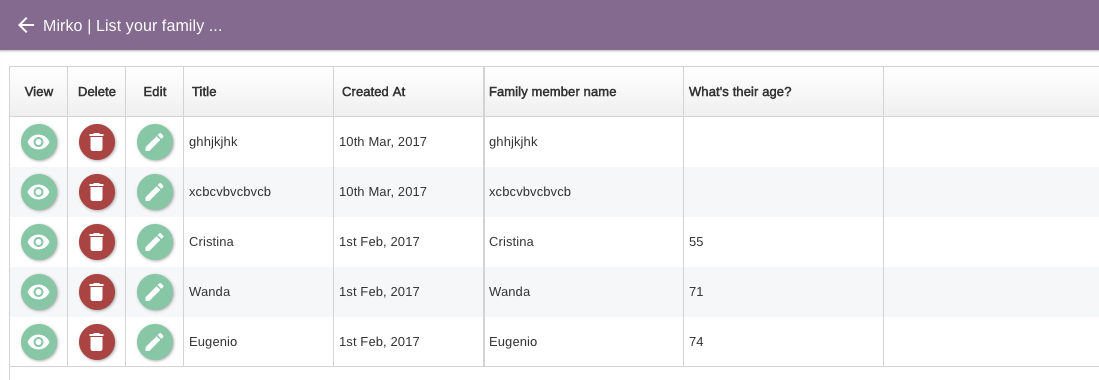 Mirko | List your family ...
View Delete Edit Title Created At Family member name What's their age?
ghhjkjhk 10th Mar, 2017 ghhjkjhk
xcbcvbvcbvcb 10th Mar, 2017 xcbcvbvcbvcb
Cristina 1st Feb, 2017 Cristina 55
Wanda 1st Feb, 2017 Wanda 71
Eugenio 1st Feb, 2017 Eugenio 74